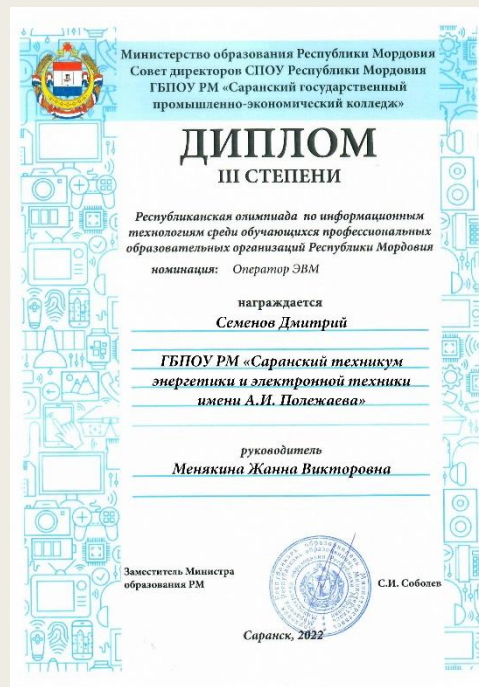 Министерство образования Республики Мордовия
Совет директоров СПОУ Республики Мордовия
ГБПОУ РМ «Саранский государственный
промышленно-экономический колледж»
ДИПЛОМ
III СТЕПЕНИ
Республиканская олимпиада по информационным
технологиям среди обучающихся профессиональных
образовательных организаций Республики Мордовия
номинация: Оператор ЭВМ
награждается
Семенов Дмитрий
ГБПОУ РМ «Саранский техникум
энергетики и электронной техники
имени А.И. Полежаева»
руководитель
Менякина Жанна Викторовна
Заместитель Министра
образования РМ
С.И. Соболев
Саранск, 2022